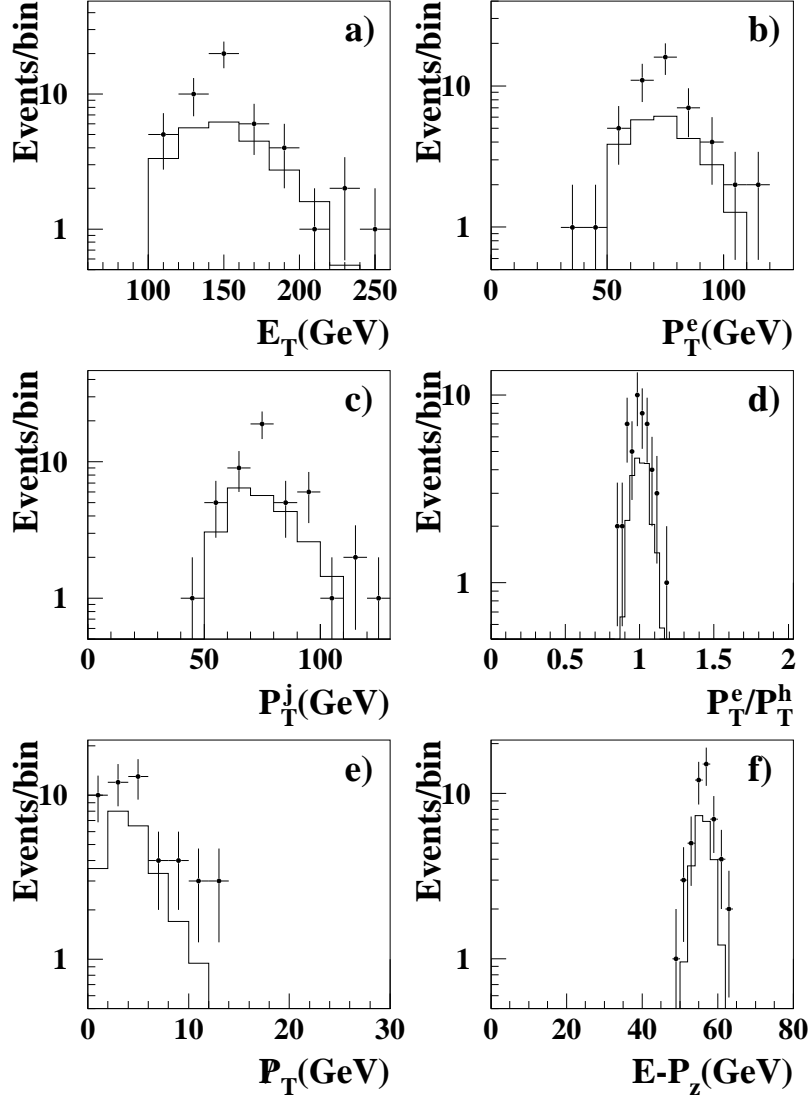 a)
Events/bin
10
1
100 150 200 250
E_T(GeV)
b)
Events/bin
10
1
0 50 100
P_T^e(GeV)
c)
Events/bin
10
1
0 50 100
P_T^j(GeV)
d)
Events/bin
10
1
0 0.5 1 1.5 2
P_T^e/P_T^h
e)
Events/bin
10
1
0 10 20 30
P̸_T(GeV)
f)
Events/bin
10
1
0 20 40 60 80
E-P_z(GeV)